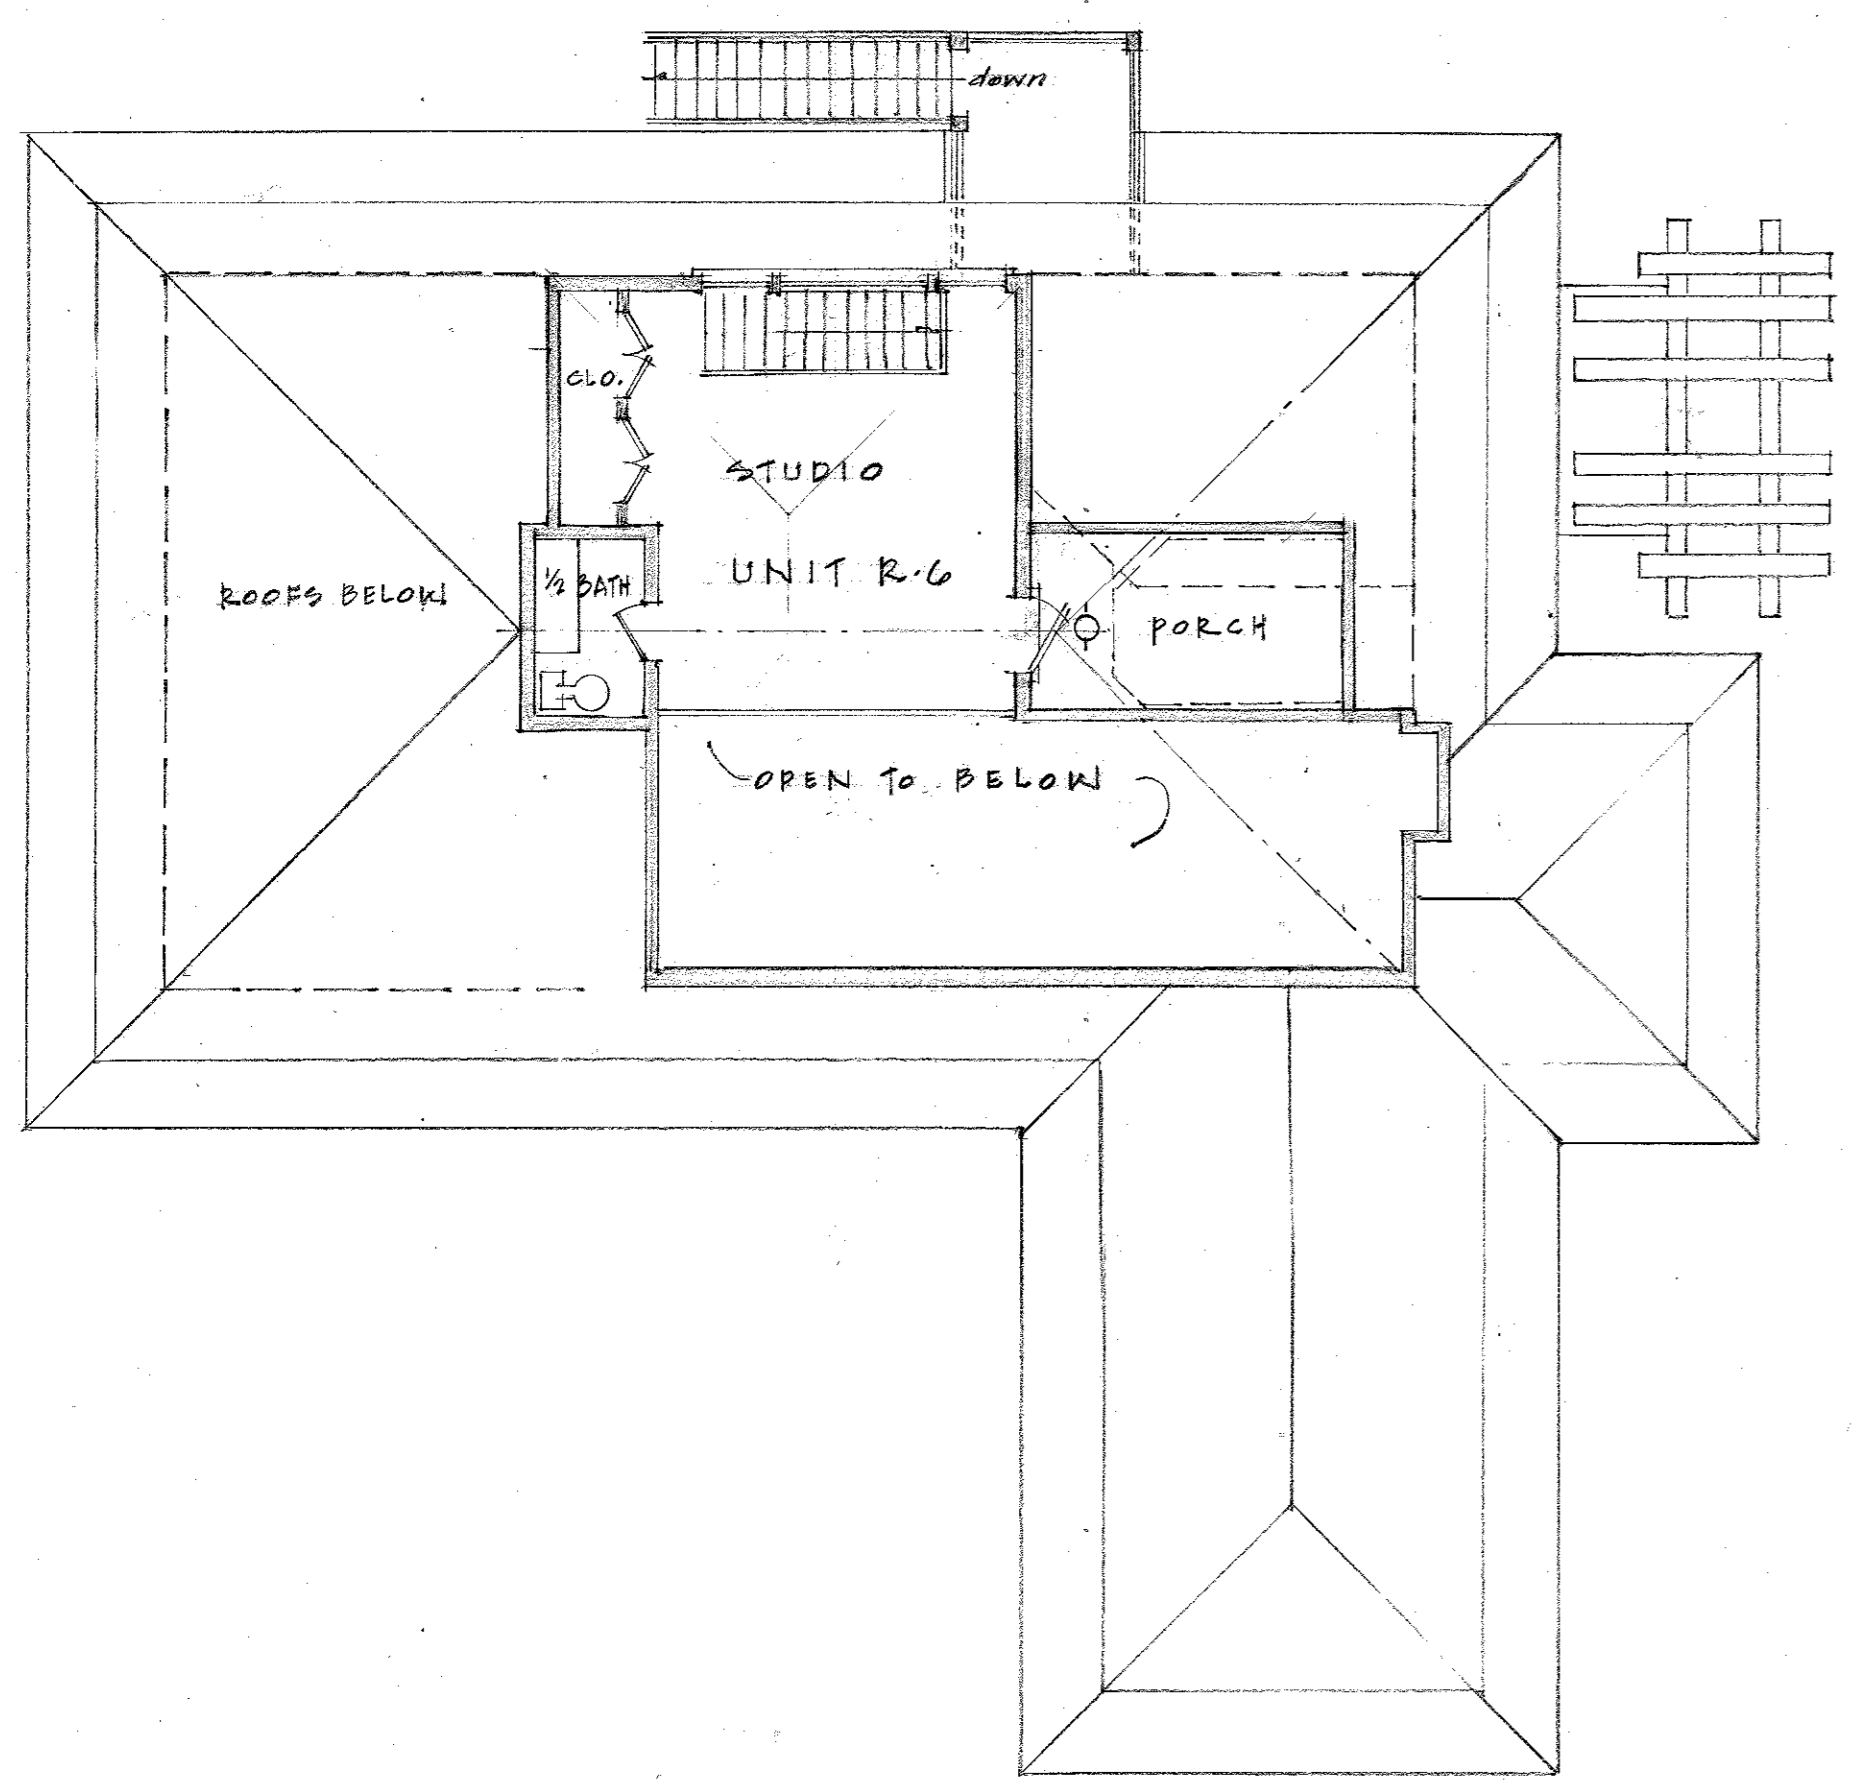 down
CLO.
STUDIO
UNIT R.6
ROOFS BELOW
1/2 BATH
PORCH
OPEN TO BELOW